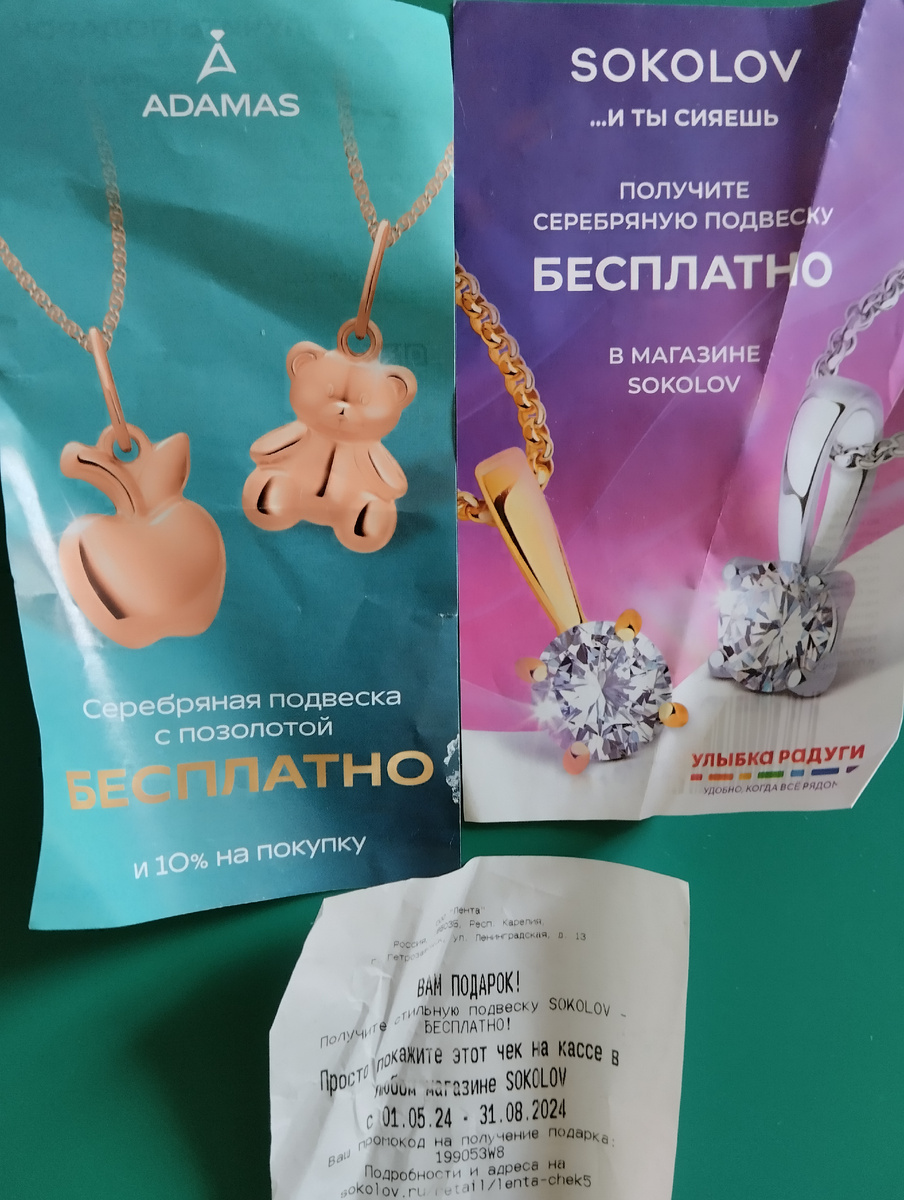 ADAMAS
Серебряная подвеска
с позолотой
БЕСПЛАТНО
и 10% на покупку
SOKOLOV
...И ТЫ СИЯЕШЬ
ПОЛУЧИТЕ
СЕРЕБРЯНУЮ ПОДВЕСКУ
БЕСПЛАТНО
В МАГАЗИНЕ
SOKOLOV
УЛЫБКА РАДУГИ
УДОБНО, КОГДА ВСЁ РЯДОМ
"Лента"
Респ. Карелия,
Россия, ул. Ленинградская, д. 13
ВАМ ПОДАРОК!
Получите стильную подвеску SOKOLOV -
БЕСПЛАТНО!
Просто покажите этот чек на кассе в
любом магазине SOKOLOV
с 01.05.24 - 31.08.2024
Ваш промокод на получение подарка:
199053W8
Подробности и адреса на
sokolov.ru/retail/lenta-chek5